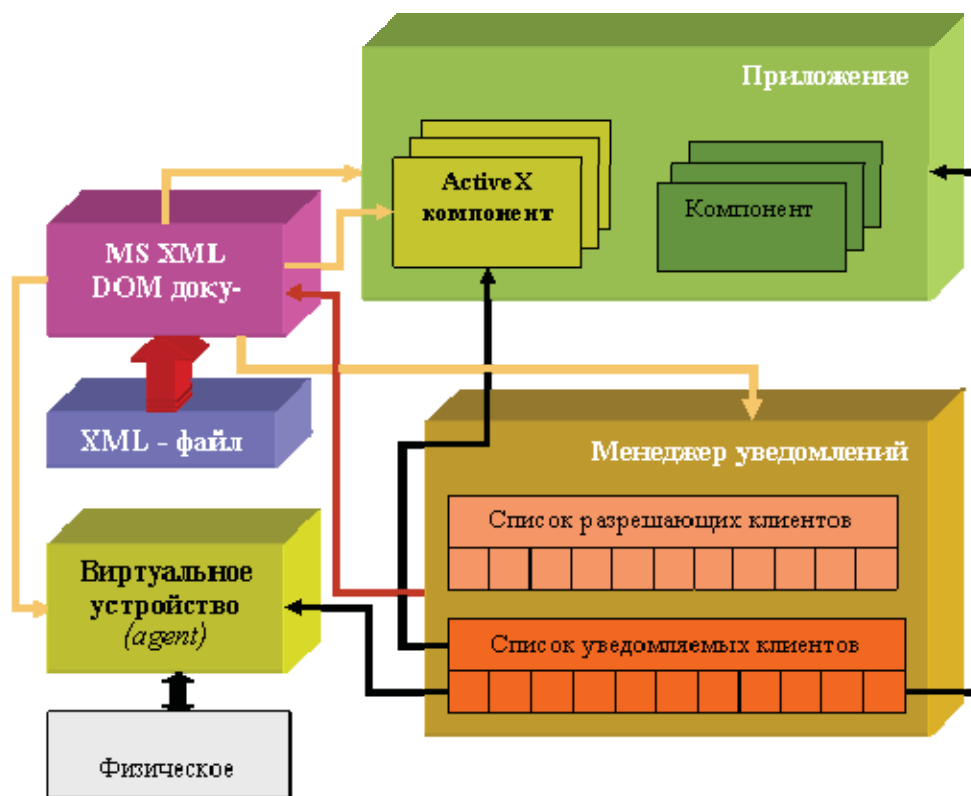 Приложение
ActiveX
компонент
Компонент
MS XML
DOM доку-
XML - файл
Менеджер уведомлений
Список разрешающих клиентов
Виртуальное
устройство
(agent)
Список уведомляемых клиентов
Физическое